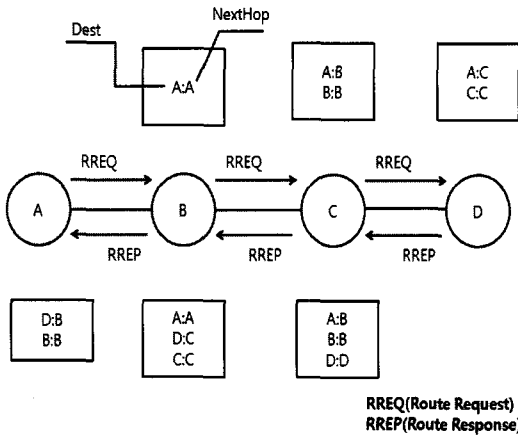 NextHop
Dest
A:A
A:B
B:B
A:C
C:C
RREQ
RREQ
RREQ
A
B
C
D
RREP
RREP
RREP
D:B
B:B
A:A
D:C
C:C
A:B
B:B
D:D
RREQ(Route Request)
RREP(Route Response)